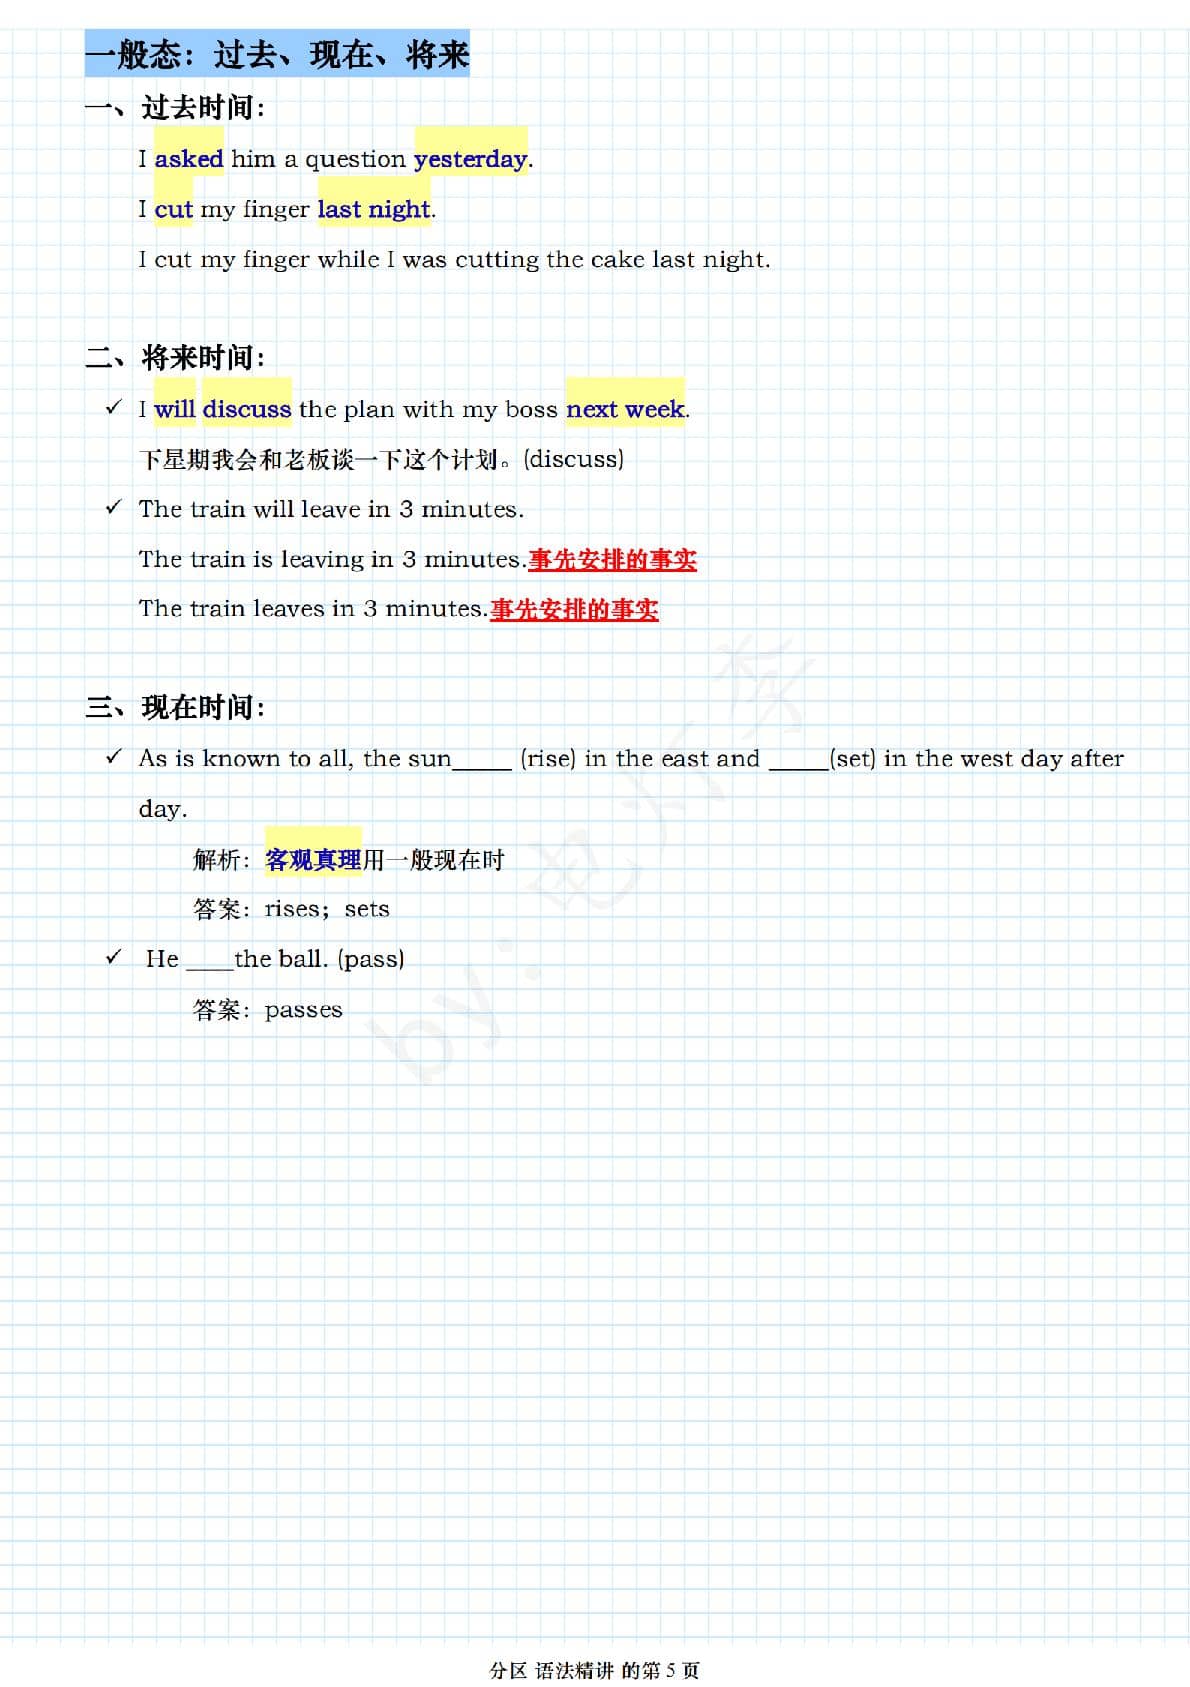 一般态：过去、现在、将来
一、过去时间：
I asked him a question yesterday.
I cut my finger last night.
I cut my finger while I was cutting the cake last night.
二、将来时间：
✓ I will discuss the plan with my boss next week.
下星期我会和老板谈一下这个计划。(discuss)
✓ The train will leave in 3 minutes.
The train is leaving in 3 minutes.事先安排的事实
The train leaves in 3 minutes.事先安排的事实
三、现在时间：
✓ As is known to all, the sun_____ (rise) in the east and _____(set) in the west day after
day.
解析：客观真理用一般现在时
答案：rises；sets
✓ He ____the ball. (pass)
答案：passes
by：电灯李
分区 语法精讲 的第 5 页